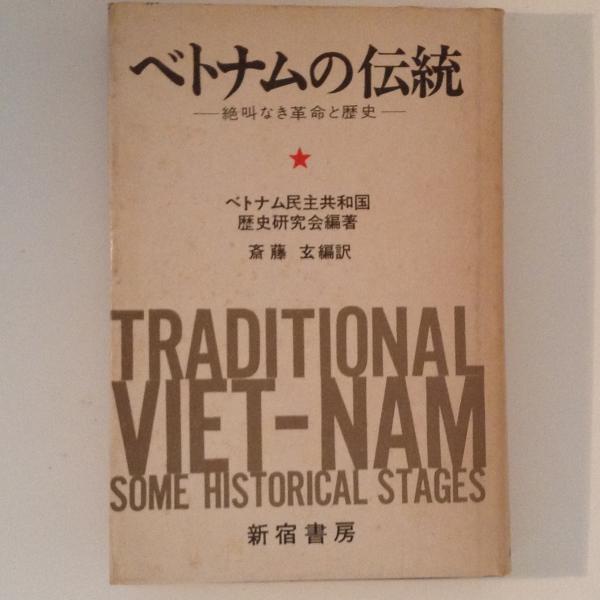 ベトナムの伝統
—絶叫なき革命と歴史—
ベトナム民主共和国
歴史研究会編著
斎藤 玄編訳
TRADITIONAL
VIET-NAM
SOME HISTORICAL STAGES
新宿書房